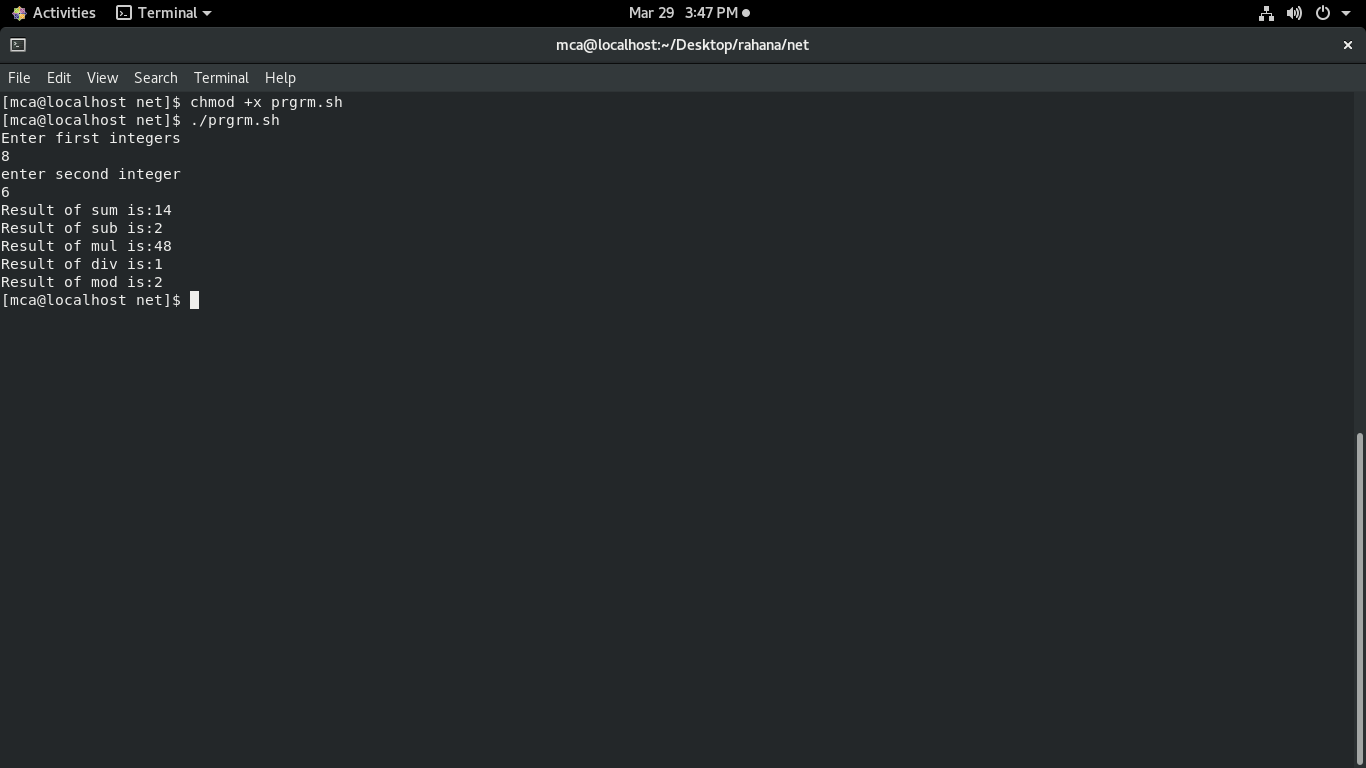 Activities Terminal Mar 29 3:47 PM
mca@localhost:~/Desktop/rahana/net
File Edit View Search Terminal Help
[mca@localhost net]$ chmod +x prgrm.sh
[mca@localhost net]$ ./prgrm.sh
Enter first integers
8
enter second integer
6
Result of sum is:14
Result of sub is:2
Result of mul is:48
Result of div is:1
Result of mod is:2
[mca@localhost net]$